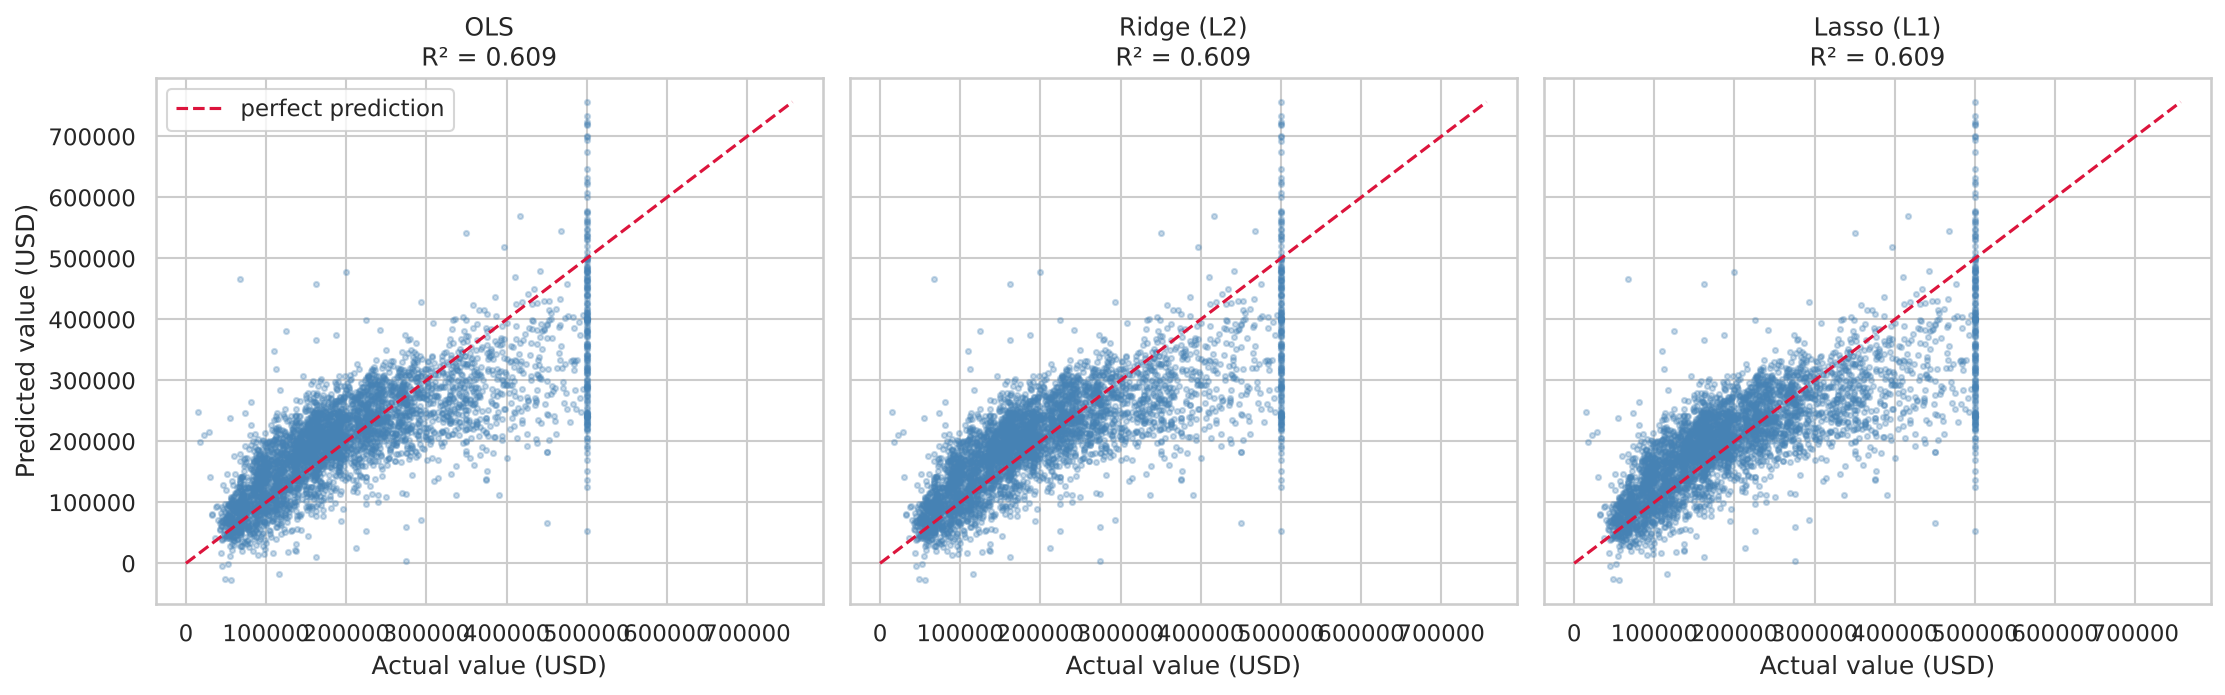 OLS
R² = 0.609
Ridge (L2)
R² = 0.609
Lasso (L1)
R² = 0.609
perfect prediction
Predicted value (USD)
700000
600000
500000
400000
300000
200000
100000
0
0 100000 200000 300000 400000 500000 600000 700000
Actual value (USD)
0 100000 200000 300000 400000 500000 600000 700000
Actual value (USD)
0 100000 200000 300000 400000 500000 600000 700000
Actual value (USD)